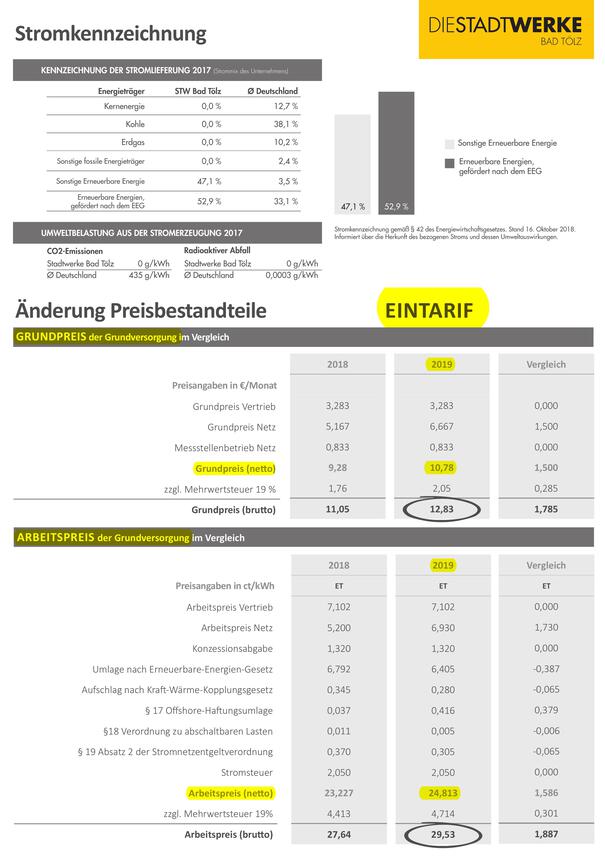 Stromkennzeichnung
DIESTADTWERKE
BAD TÖLZ
KENNZEICHNUNG DER STROMLIEFERUNG 2017 (Strommix des Unternehmens)
Energieträger STW Bad Tölz Ø Deutschland
Kernenergie 0,0 % 12,7 %
Kohle 0,0 % 38,1 %
Erdgas 0,0 % 10,2 %
Sonstige fossile Energieträger 0,0 % 2,4 %
Sonstige Erneuerbare Energie 47,1 % 3,5 %
Erneuerbare Energien,
gefördert nach dem EEG 52,9 % 33,1 %
47,1 % 52,9 %
Sonstige Erneuerbare Energie
Erneuerbare Energien,
gefördert nach dem EEG
UMWELTBELASTUNG AUS DER STROMERZEUGUNG 2017
CO2-Emissionen Radioaktiver Abfall
Stadtwerke Bad Tölz 0 g/kWh Stadtwerke Bad Tölz 0 g/kWh
Ø Deutschland 435 g/kWh Ø Deutschland 0,0003 g/kWh
Stromkennzeichnung gemäß § 42 des Energiewirtschaftsgesetzes, Stand 16. Oktober 2018.
Informiert über die Herkunft des bezogenen Stroms und dessen Umweltauswirkungen.
Änderung Preisbestandteile EINTARIF
GRUNDPREIS der Grundversorgung im Vergleich
2018 2019 Vergleich
Preisangaben in €/Monat
Grundpreis Vertrieb 3,283 3,283 0,000
Grundpreis Netz 5,167 6,667 1,500
Messstellenbetrieb Netz 0,833 0,833 0,000
Grundpreis (netto) 9,28 10,78 1,500
zzgl. Mehrwertsteuer 19 % 1,76 2,05 0,285
Grundpreis (brutto) 11,05 12,83 1,785
ARBEITSPREIS der Grundversorgung im Vergleich
2018 2019 Vergleich
Preisangaben in ct/kWh ET ET ET
Arbeitspreis Vertrieb 7,102 7,102 0,000
Arbeitspreis Netz 5,200 6,930 1,730
Konzessionsabgabe 1,320 1,320 0,000
Umlage nach Erneuerbare-Energien-Gesetz 6,792 6,405 -0,387
Aufschlag nach Kraft-Wärme-Kopplungsgesetz 0,345 0,280 -0,065
§ 17 Offshore-Haftungsumlage 0,037 0,416 0,379
§18 Verordnung zu abschaltbaren Lasten 0,011 0,005 -0,006
§ 19 Absatz 2 der Stromnetzentgeltverordnung 0,370 0,305 -0,065
Stromsteuer 2,050 2,050 0,000
Arbeitspreis (netto) 23,227 24,813 1,586
zzgl. Mehrwertsteuer 19% 4,413 4,714 0,301
Arbeitspreis (brutto) 27,64 29,53 1,887